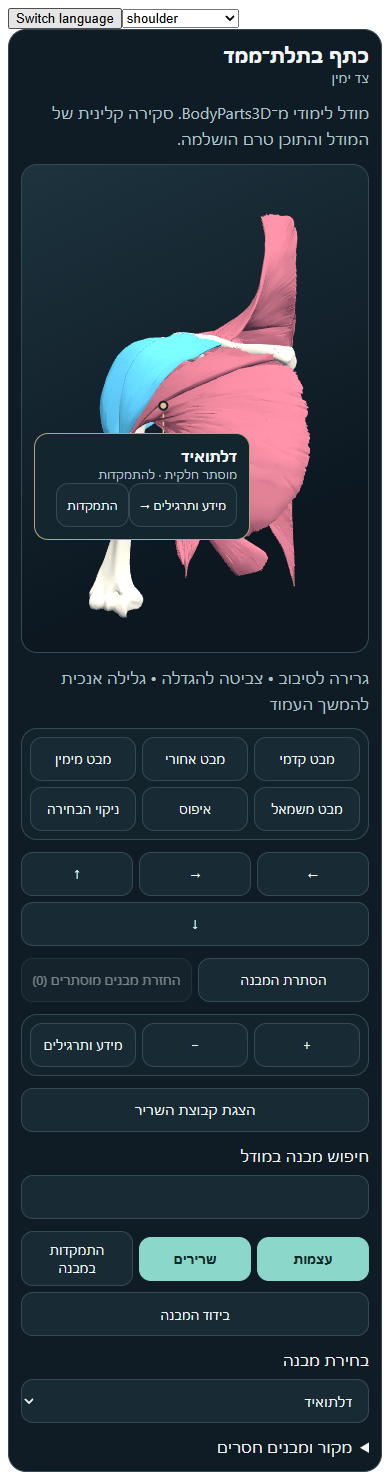 Switch language shoulder
כתף בתלת־ממד
צד ימין
מודל לימודי מ־BodyParts3D. סקירה קלינית של
המודל והתוכן טרם הושלמה.
דלתואיד
מוסתר חלקית · להתמקדות
מידע ותרגילים → התמקדות
גרירה לסיבוב • צביטה להגדלה • גלילה אנכית
להמשך העמוד
מבט קדמי מבט אחורי מבט מימין
מבט משמאל איפוס ניקוי הבחירה
← → ↑
↓
הסתרת המבנה החזרת מבנים מוסתרים (0)
+ − מידע ותרגילים
הצגת קבוצת השריר
חיפוש מבנה במודל
עצמות שרירים התמקדות
במבנה
בידוד המבנה
בחירת מבנה
דלתואיד
מקור ומבנים חסרים